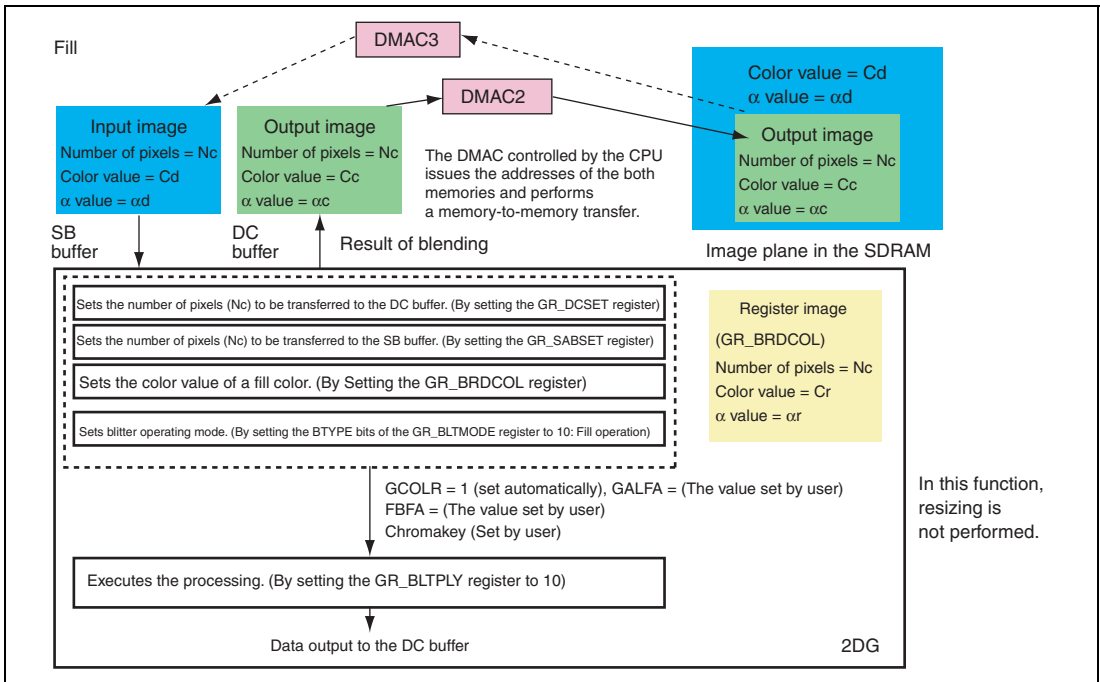 Fill
DMAC3
DMAC2
Color value = Cd
α value = αd
Input image
Number of pixels = Nc
Color value = Cd
α value = αd
Output image
Number of pixels = Nc
Color value = Cc
α value = αc
The DMAC controlled by the CPU
issues the addresses of the both
memories and performs
a memory-to-memory transfer.
Output image
Number of pixels = Nc
Color value = Cc
α value = αc
SB
buffer
DC
buffer
Result of blending
Image plane in the SDRAM
Sets the number of pixels (Nc) to be transferred to the DC buffer. (By setting the GR_DCSET register)
Sets the number of pixels (Nc) to be transferred to the SB buffer. (By setting the GR_SABSET register)
Sets the color value of a fill color. (By Setting the GR_BRDCOL register)
Sets blitter operating mode. (By setting the BTYPE bits of the GR_BLTMODE register to 10: Fill operation)
Register image
(GR_BRDCOL)
Number of pixels = Nc
Color value = Cr
α value = αr
GCOLR = 1 (set automatically), GALFA = (The value set by user)
FBFA = (The value set by user)
Chromakey (Set by user)
In this function,
resizing is
not performed.
Executes the processing. (By setting the GR_BLTPLY register to 10)
Data output to the DC buffer
2DG